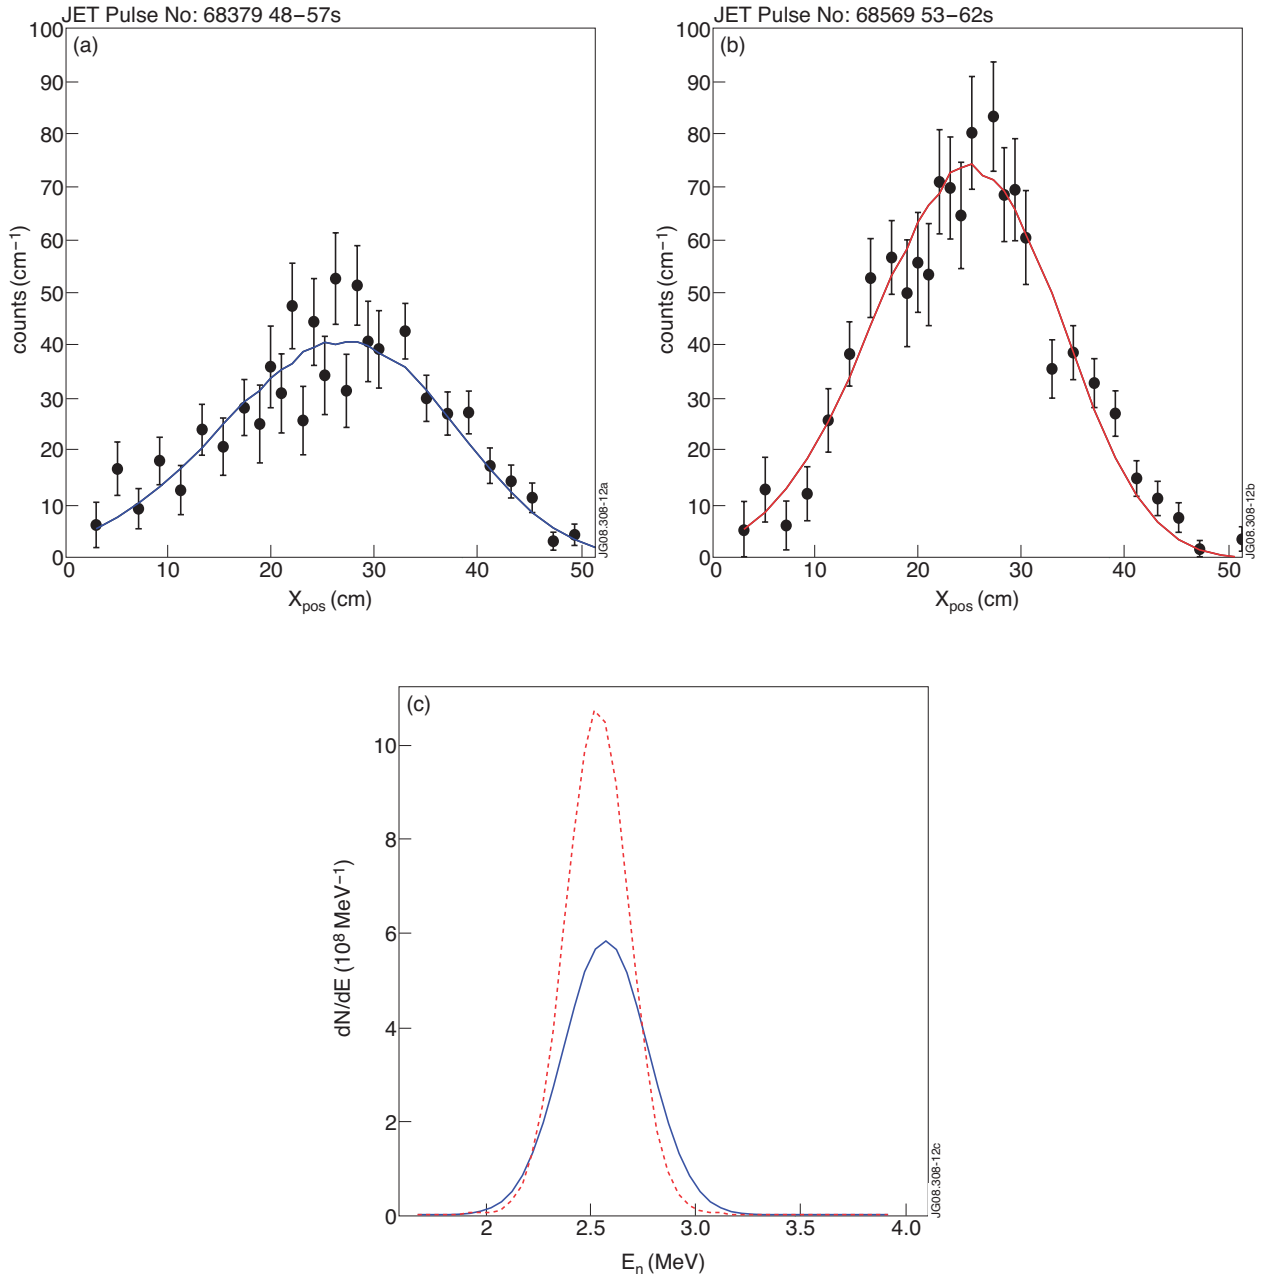 JET Pulse No: 68379 48−57s
(a)
100
90
80
70
60
50
40
30
20
10
0
counts (cm−1)
0 10 20 30 40 50
Xpos (cm)
JG08.308-12a
JET Pulse No: 68569 53−62s
(b)
100
90
80
70
60
50
40
30
20
10
0
counts (cm−1)
0 10 20 30 40 50
Xpos (cm)
JG08.308-12b
(c)
10
8
6
4
2
0
dN/dE (10⁸ MeV−1)
2 2.5 3.0 3.5 4.0
En (MeV)
JG08.308-12c